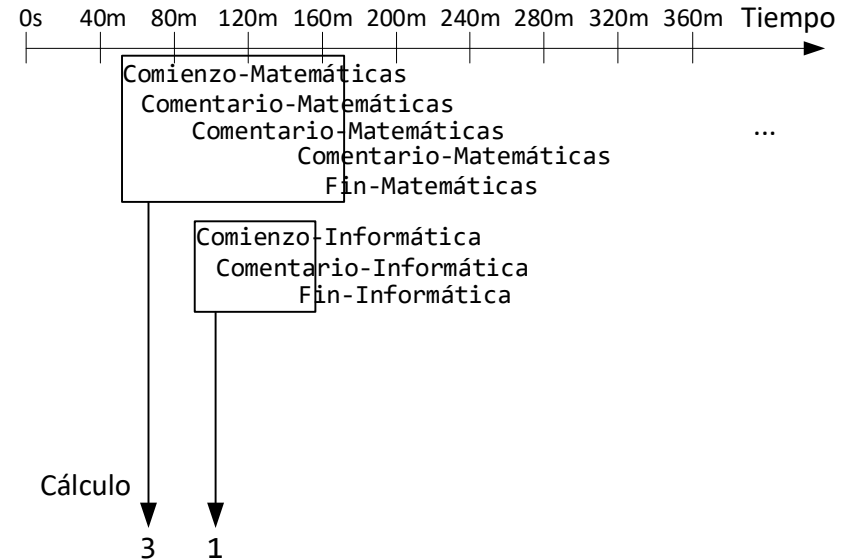 0s 40m 80m 120m 160m 200m 240m 280m 320m 360m Tiempo
Comienzo-Matemáticas
Comentario-Matemáticas
Comentario-Matemáticas ...
Comentario-Matemáticas
Fin-Matemáticas
Comienzo-Informática
Comentario-Informática
Fin-Informática
Cálculo
3 1